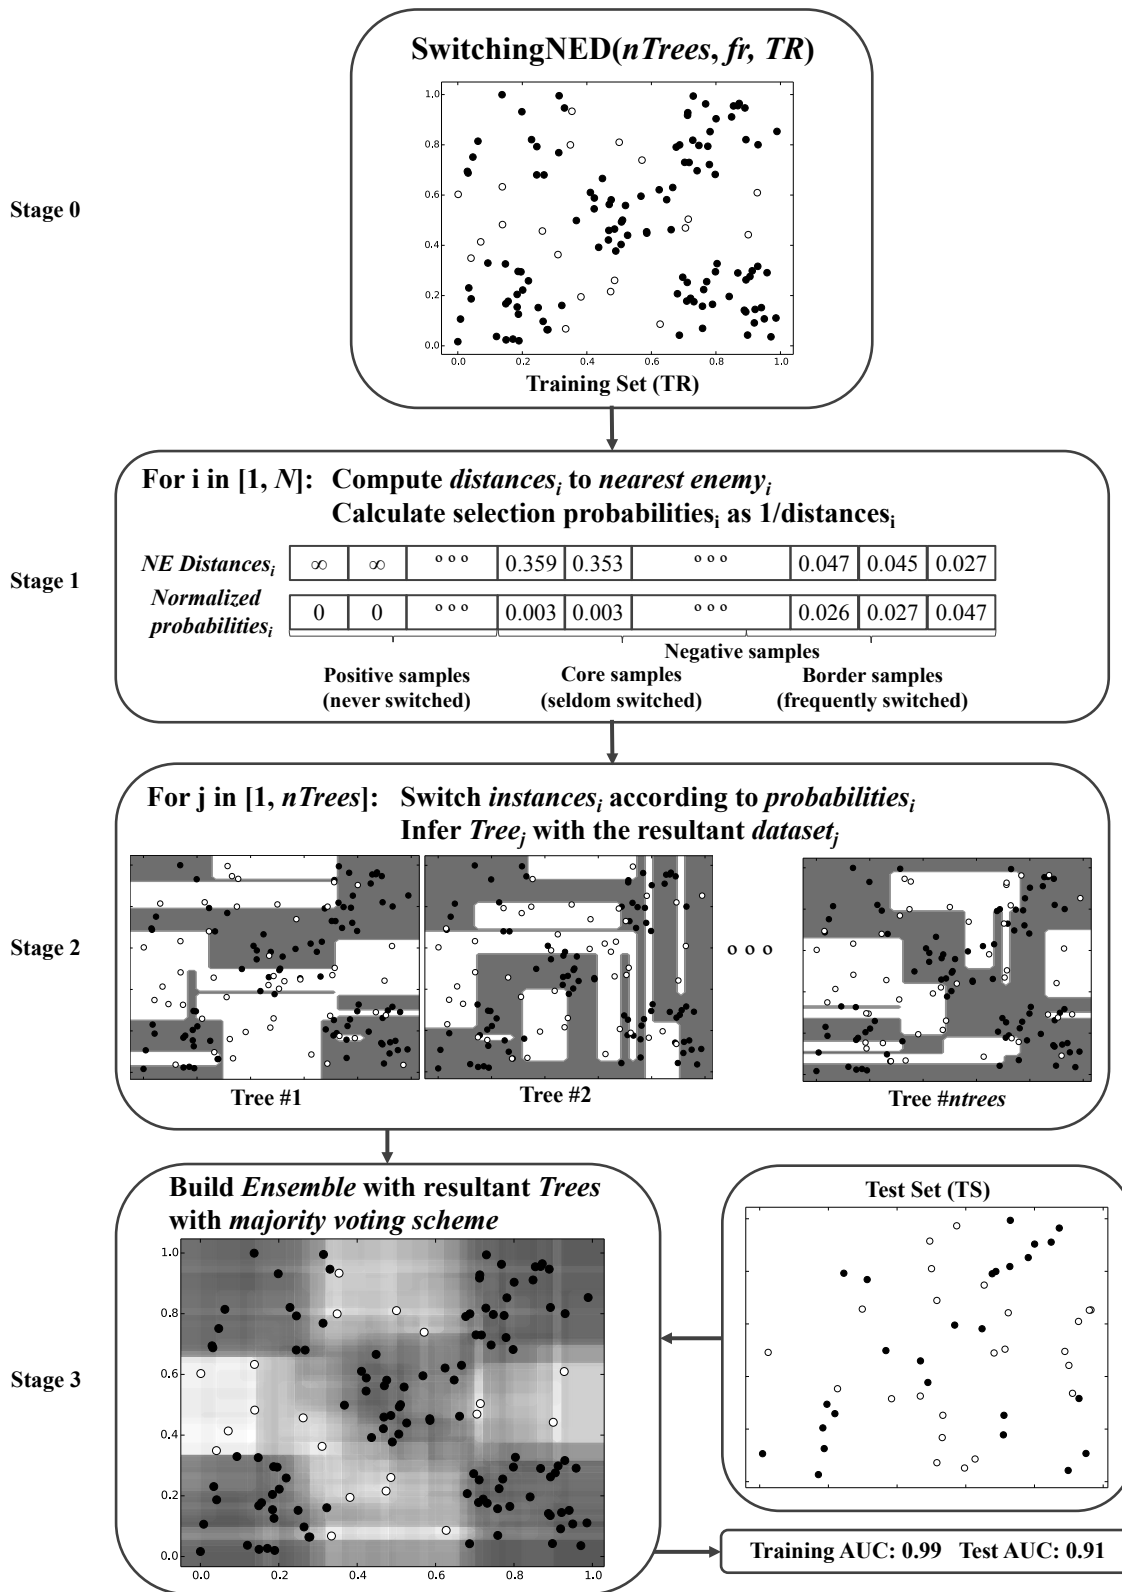 SwitchingNED(nTrees, fr, TR)
1.0
0.8
0.6
0.4
0.2
0.0
0.0 0.2 0.4 0.6 0.8 1.0
Training Set (TR)
Stage 0
For i in [1, N]: Compute distances_i to nearest enemy_i
Calculate selection probabilities_i as 1/distances_i
Stage 1
NE Distances_i ∞ ∞ ° ° ° 0.359 0.353 ° ° ° 0.047 0.045 0.027
Normalized
probabilities_i 0 0 ° ° ° 0.003 0.003 ° ° ° 0.026 0.027 0.047
Negative samples
Positive samples Core samples Border samples
(never switched) (seldom switched) (frequently switched)
For j in [1, nTrees]: Switch instances_i according to probabilities_i
Infer Tree_j with the resultant dataset_j
Stage 2
° ° °
Tree #1 Tree #2 Tree #ntrees
Build Ensemble with resultant Trees
with majority voting scheme
1.0
0.8
0.6
0.4
0.2
0.0
0.0 0.2 0.4 0.6 0.8 1.0
Stage 3
Test Set (TS)
Training AUC: 0.99 Test AUC: 0.91